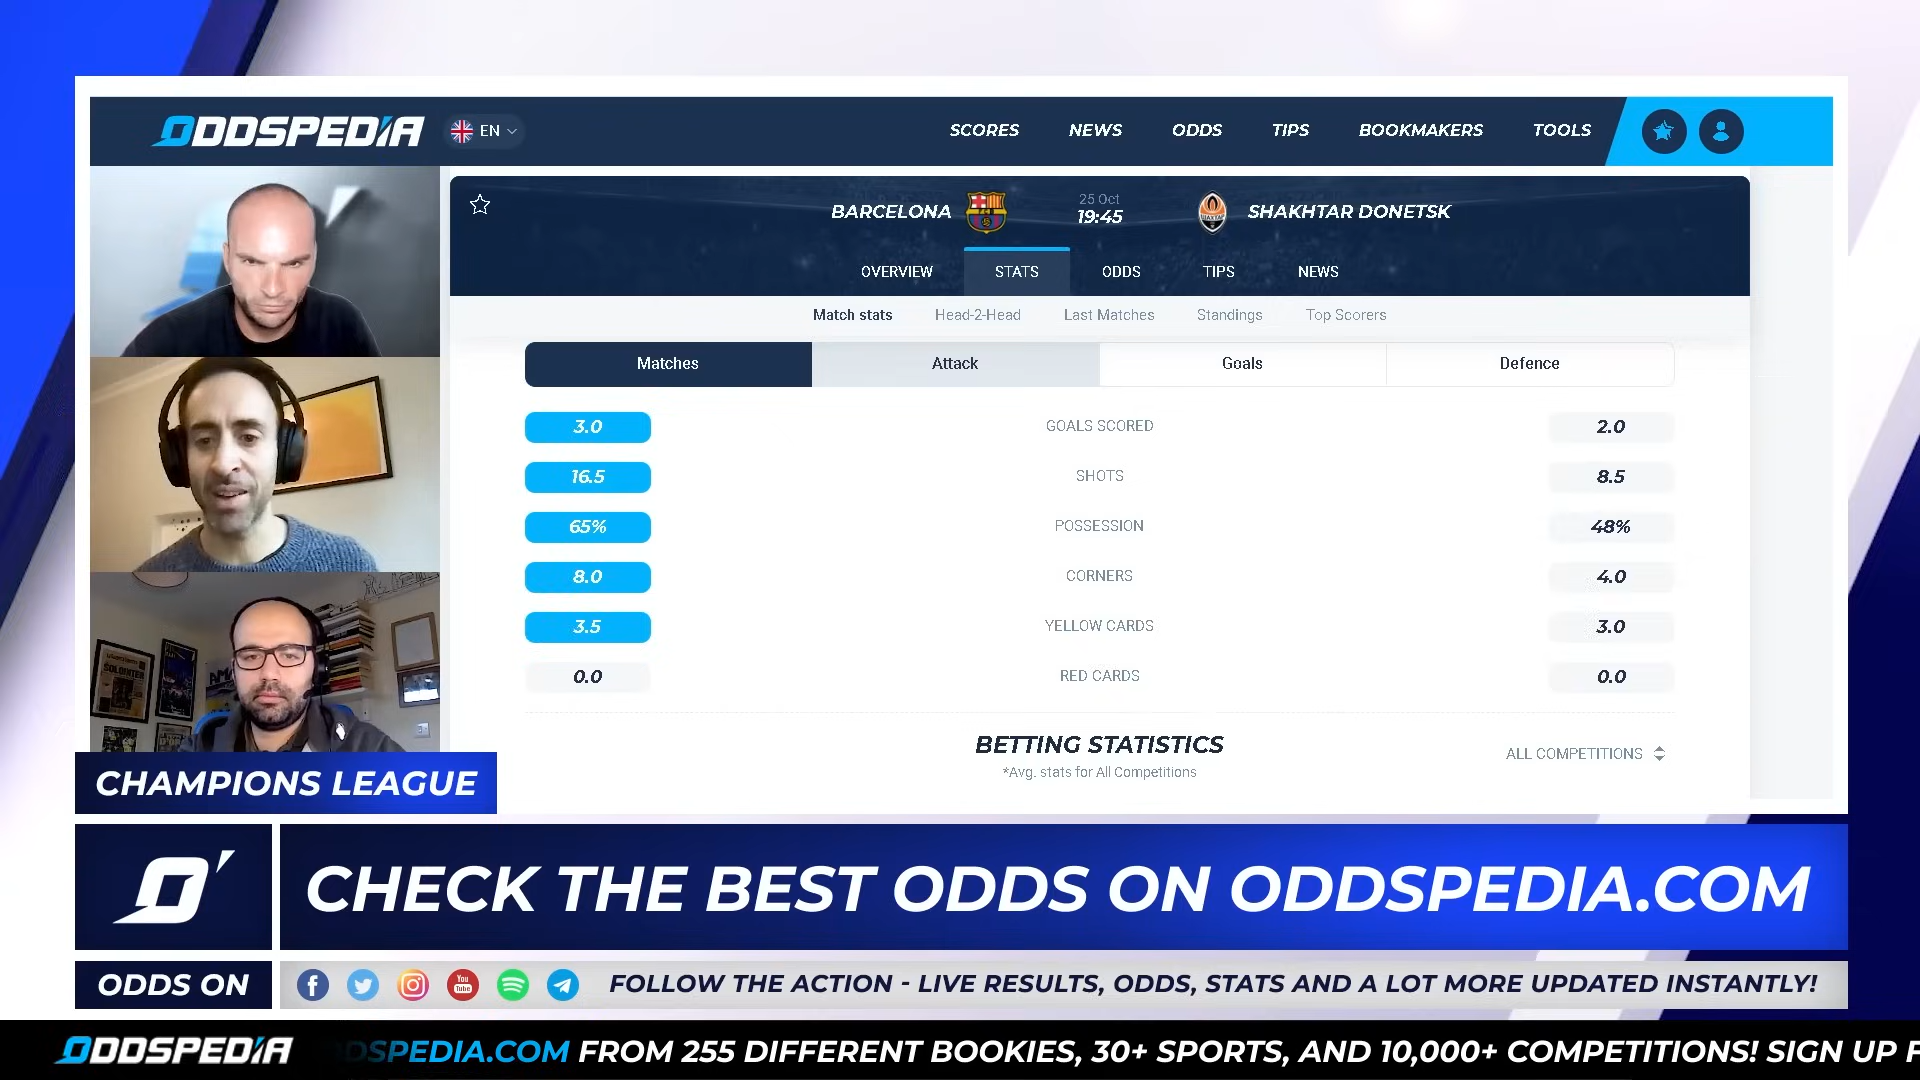 ODDSPEDIA
EN
SCORES NEWS ODDS TIPS BOOKMAKERS TOOLS
BARCELONA
25 Oct
19:45
SHAKHTAR DONETSK
OVERVIEW STATS ODDS TIPS NEWS
Match stats Head-2-Head Last Matches Standings Top Scorers
Matches Attack Goals Defence
3.0 GOALS SCORED 2.0
16.5 SHOTS 8.5
65% POSSESSION 48%
8.0 CORNERS 4.0
3.5 YELLOW CARDS 3.0
0.0 RED CARDS 0.0
BETTING STATISTICS
*Avg. stats for All Competitions
ALL COMPETITIONS
CHAMPIONS LEAGUE
CHECK THE BEST ODDS ON ODDSPEDIA.COM
ODDS ON
You
Tube
FOLLOW THE ACTION - LIVE RESULTS, ODDS, STATS AND A LOT MORE UPDATED INSTANTLY!
ODDSPEDIA
DDSPEDIA.COM FROM 255 DIFFERENT BOOKIES, 30+ SPORTS, AND 10,000+ COMPETITIONS! SIGN UP F